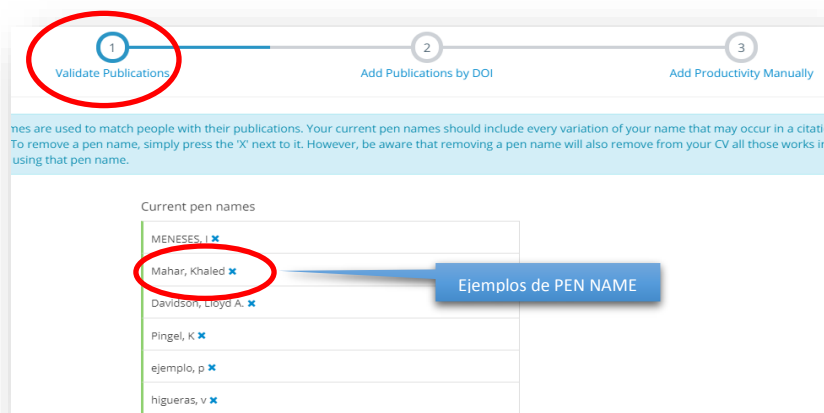 1
2
3
Validate Publications
Add Publications by DOI
Add Productivity Manually
mes are used to match people with their publications. Your current pen names should include every variation of your name that may occur in a citati
To remove a pen name, simply press the 'X' next to it. However, be aware that removing a pen name will also remove from your CV all those works i
using that pen name.
Current pen names
MENESES, I ✖
Mahar, Khaled ✖
Ejemplos de PEN NAME
Davidson, Lloyd A. ✖
Pingel, K ✖
ejemplo, p ✖
higueras, v ✖